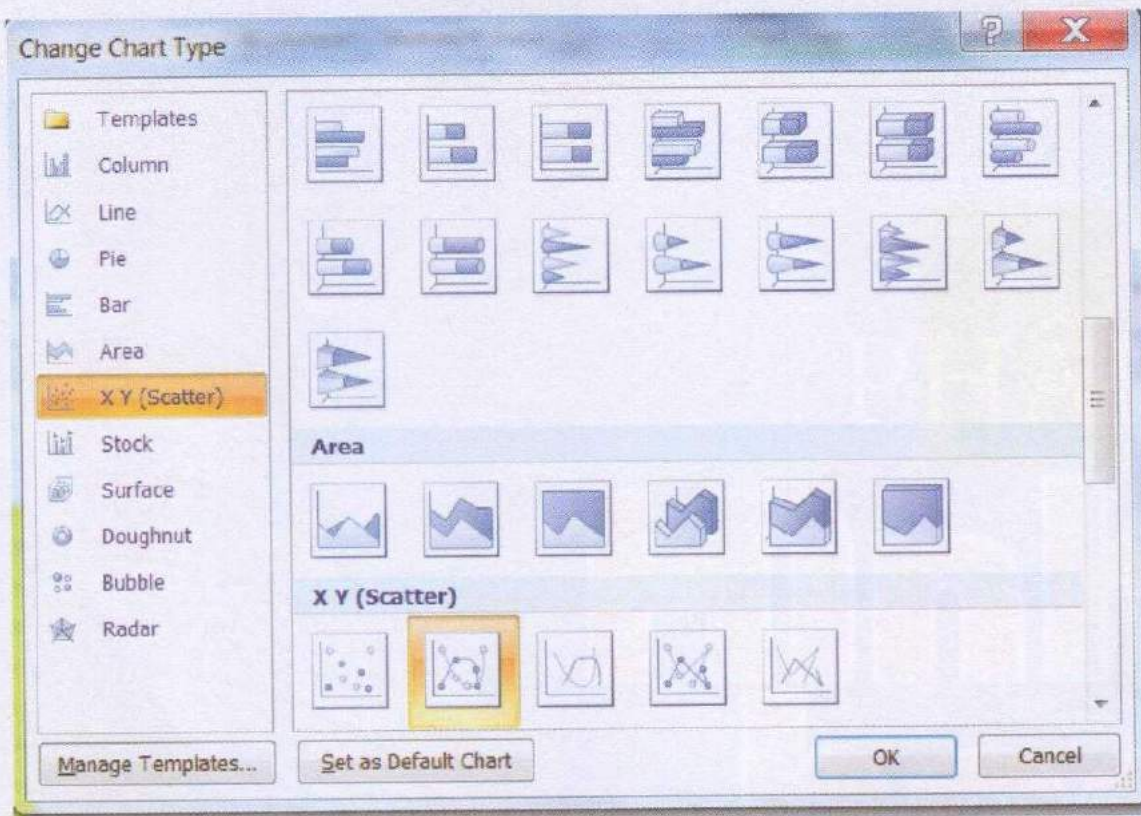 Change Chart Type
Templates
Column
Line
Pie
Bar
Area
X Y (Scatter)
Stock
Surface
Doughnut
Bubble
Radar
Area
X Y (Scatter)
Manage Templates...
Set as Default Chart
OK
Cancel